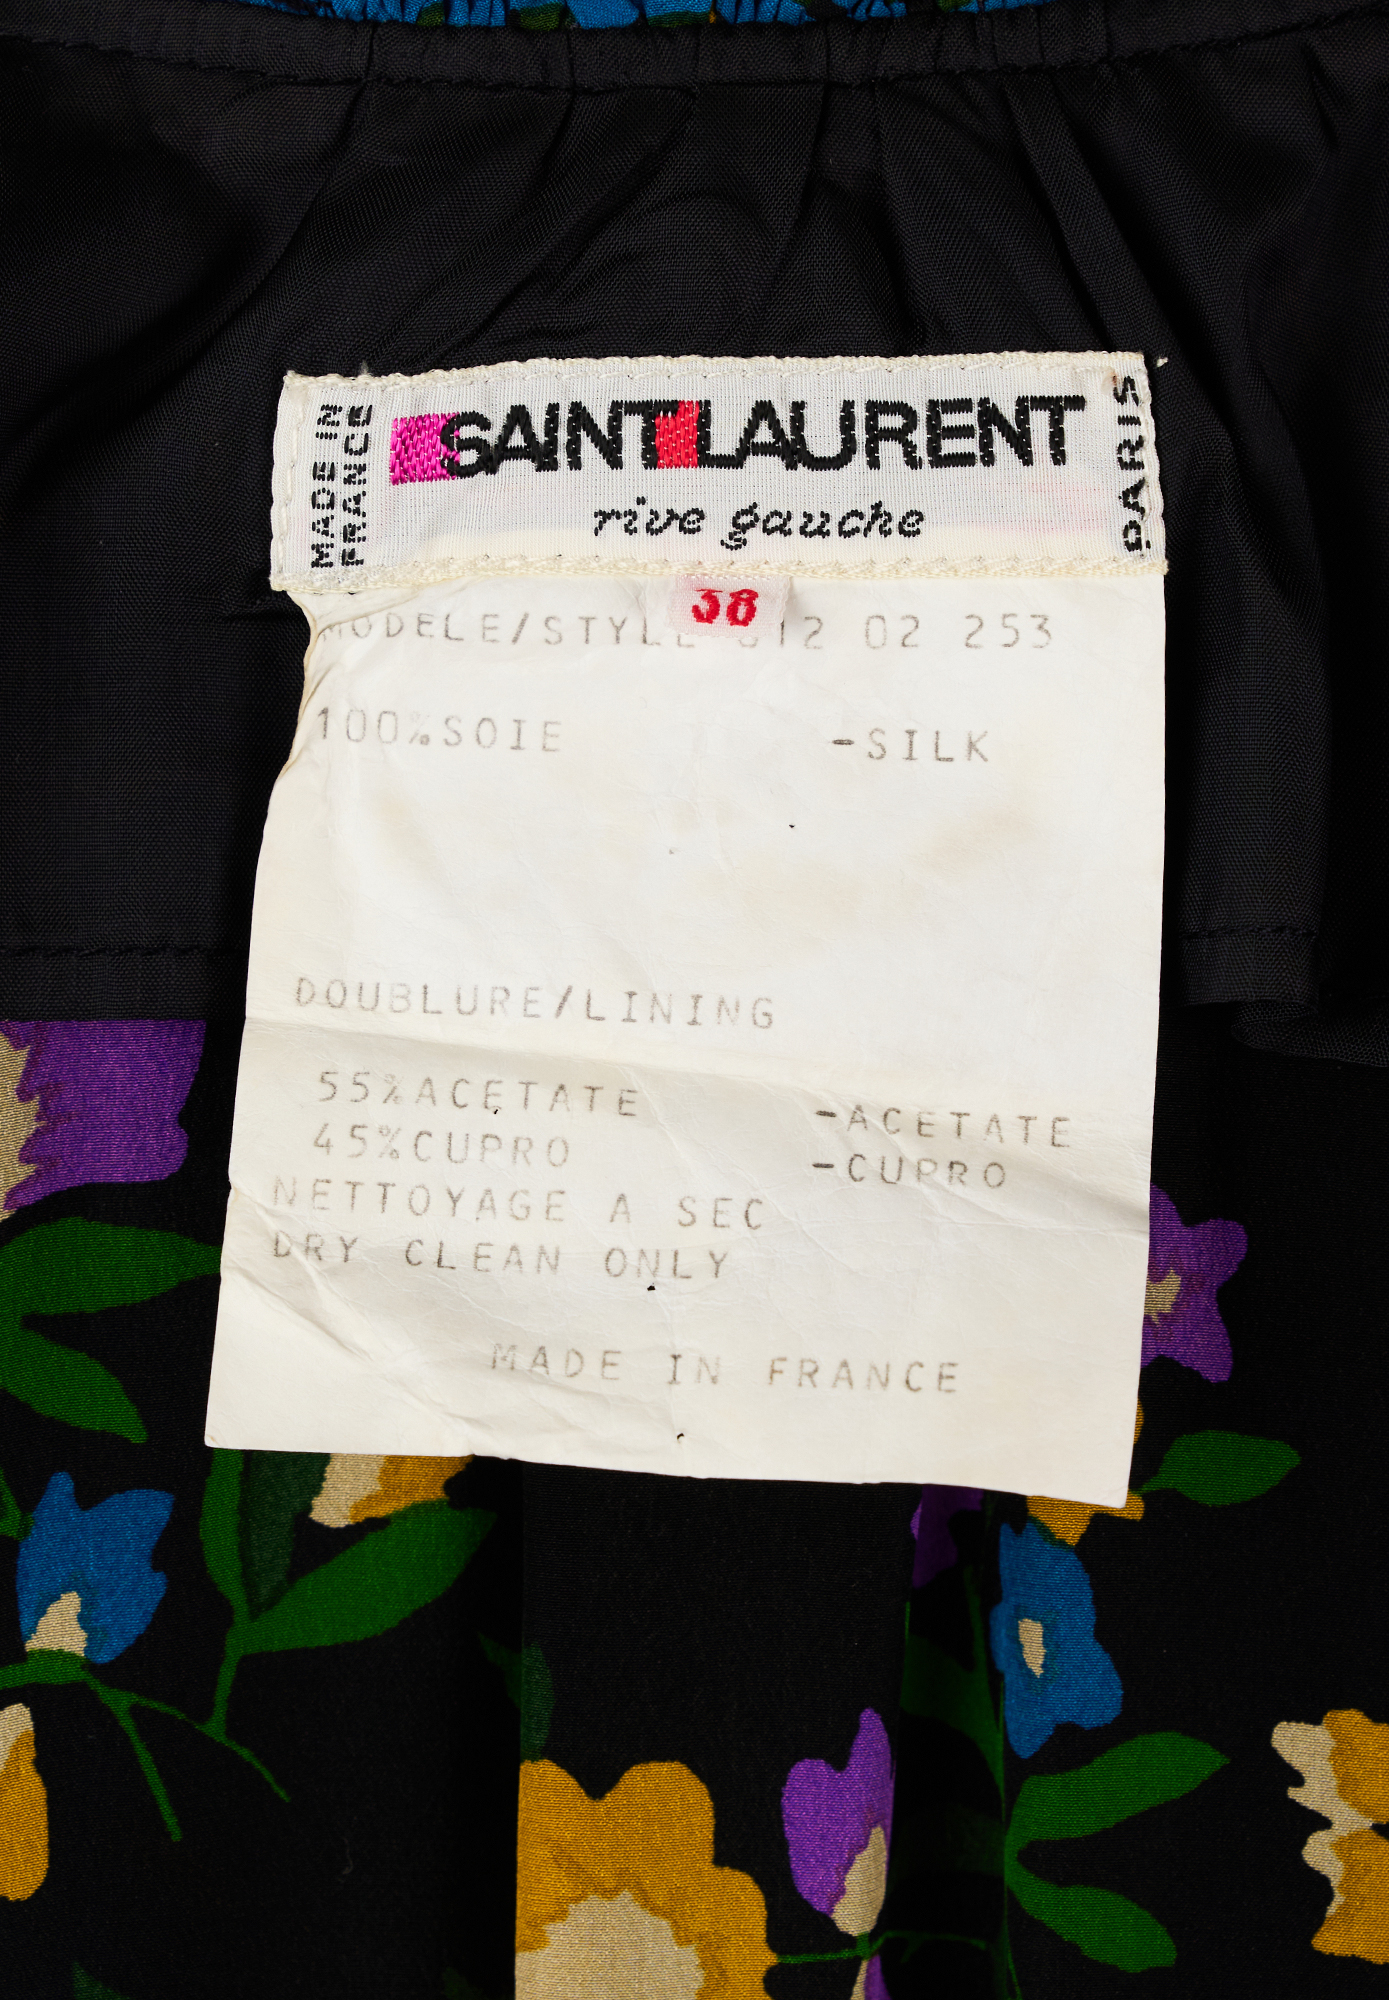 MADE IN
FRANCE
SAINT LAURENT
rive gauche
PARIS
38
MODELE/STYLE 02 253
100%SOIE -SILK
DOUBLURE/LINING
55%ACETATE -ACETATE
45%CUPRO -CUPRO
NETTOYAGE A SEC
DRY CLEAN ONLY
MADE IN FRANCE